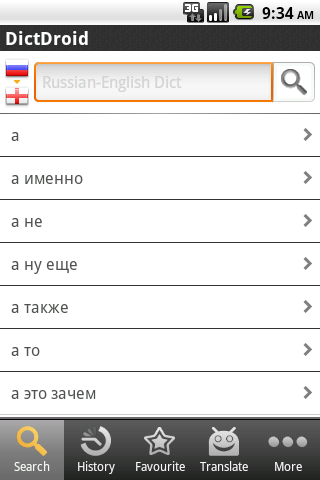 3G
9:34 AM
DictDroid
Russian-English Dict
а
а именно
а не
а ну еще
а также
а то
а это зачем
Search History Favourite Translate More